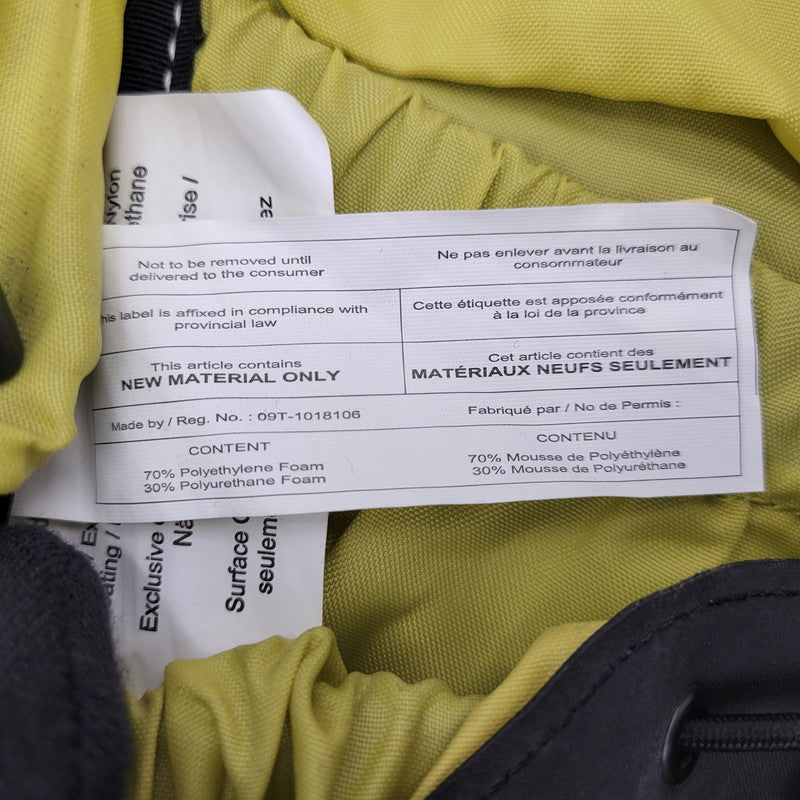 Not to be removed until
delivered to the consumer
Ne pas enlever avant la livraison au
consommateur
his label is affixed in compliance with
provincial law
Cette étiquette est apposée conformément
à la loi de la province
This article contains
NEW MATERIAL ONLY
Cet article contient des
MATÉRIAUX NEUFS SEULEMENT
Made by / Reg. No. : 09T-1018106
Fabriqué par / No de Permis :
CONTENT
70% Polyethylene Foam
30% Polyurethane Foam
CONTENU
70% Mousse de Polyéthylène
30% Mousse de Polyuréthane
Nylon
thane
rise /
ez
Ex
ating /
Exclusive
Surface
seulem